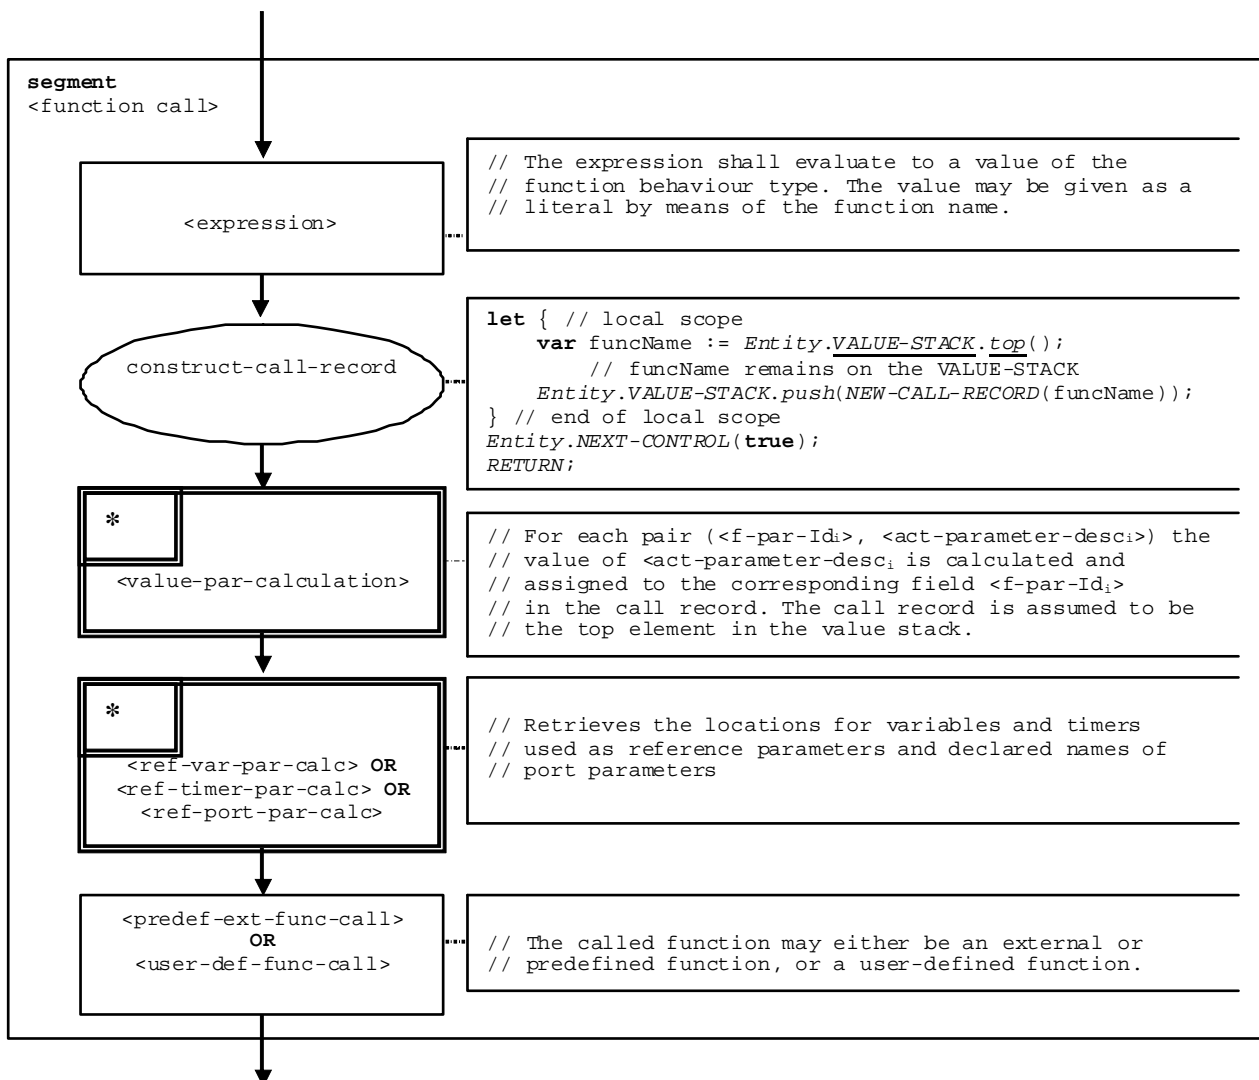 segment
<function call>
<expression>
// The expression shall evaluate to a value of the
// function behaviour type. The value may be given as a
// literal by means of the function name.
construct-call-record
let { // local scope
var funcName := Entity.VALUE-STACK.top();
// funcName remains on the VALUE-STACK
Entity.VALUE-STACK.push(NEW-CALL-RECORD(funcName));
} // end of local scope
Entity.NEXT-CONTROL(true);
RETURN;
*
<value-par-calculation>
// For each pair (<f-par-Idᵢ>, <act-parameter-descᵢ>) the
// value of <act-parameter-descᵢ is calculated and
// assigned to the corresponding field <f-par-Idᵢ>
// in the call record. The call record is assumed to be
// the top element in the value stack.
*
<ref-var-par-calc> OR
<ref-timer-par-calc> OR
<ref-port-par-calc>
// Retrieves the locations for variables and timers
// used as reference parameters and declared names of
// port parameters
<predef-ext-func-call>
OR
<user-def-func-call>
// The called function may either be an external or
// predefined function, or a user-defined function.